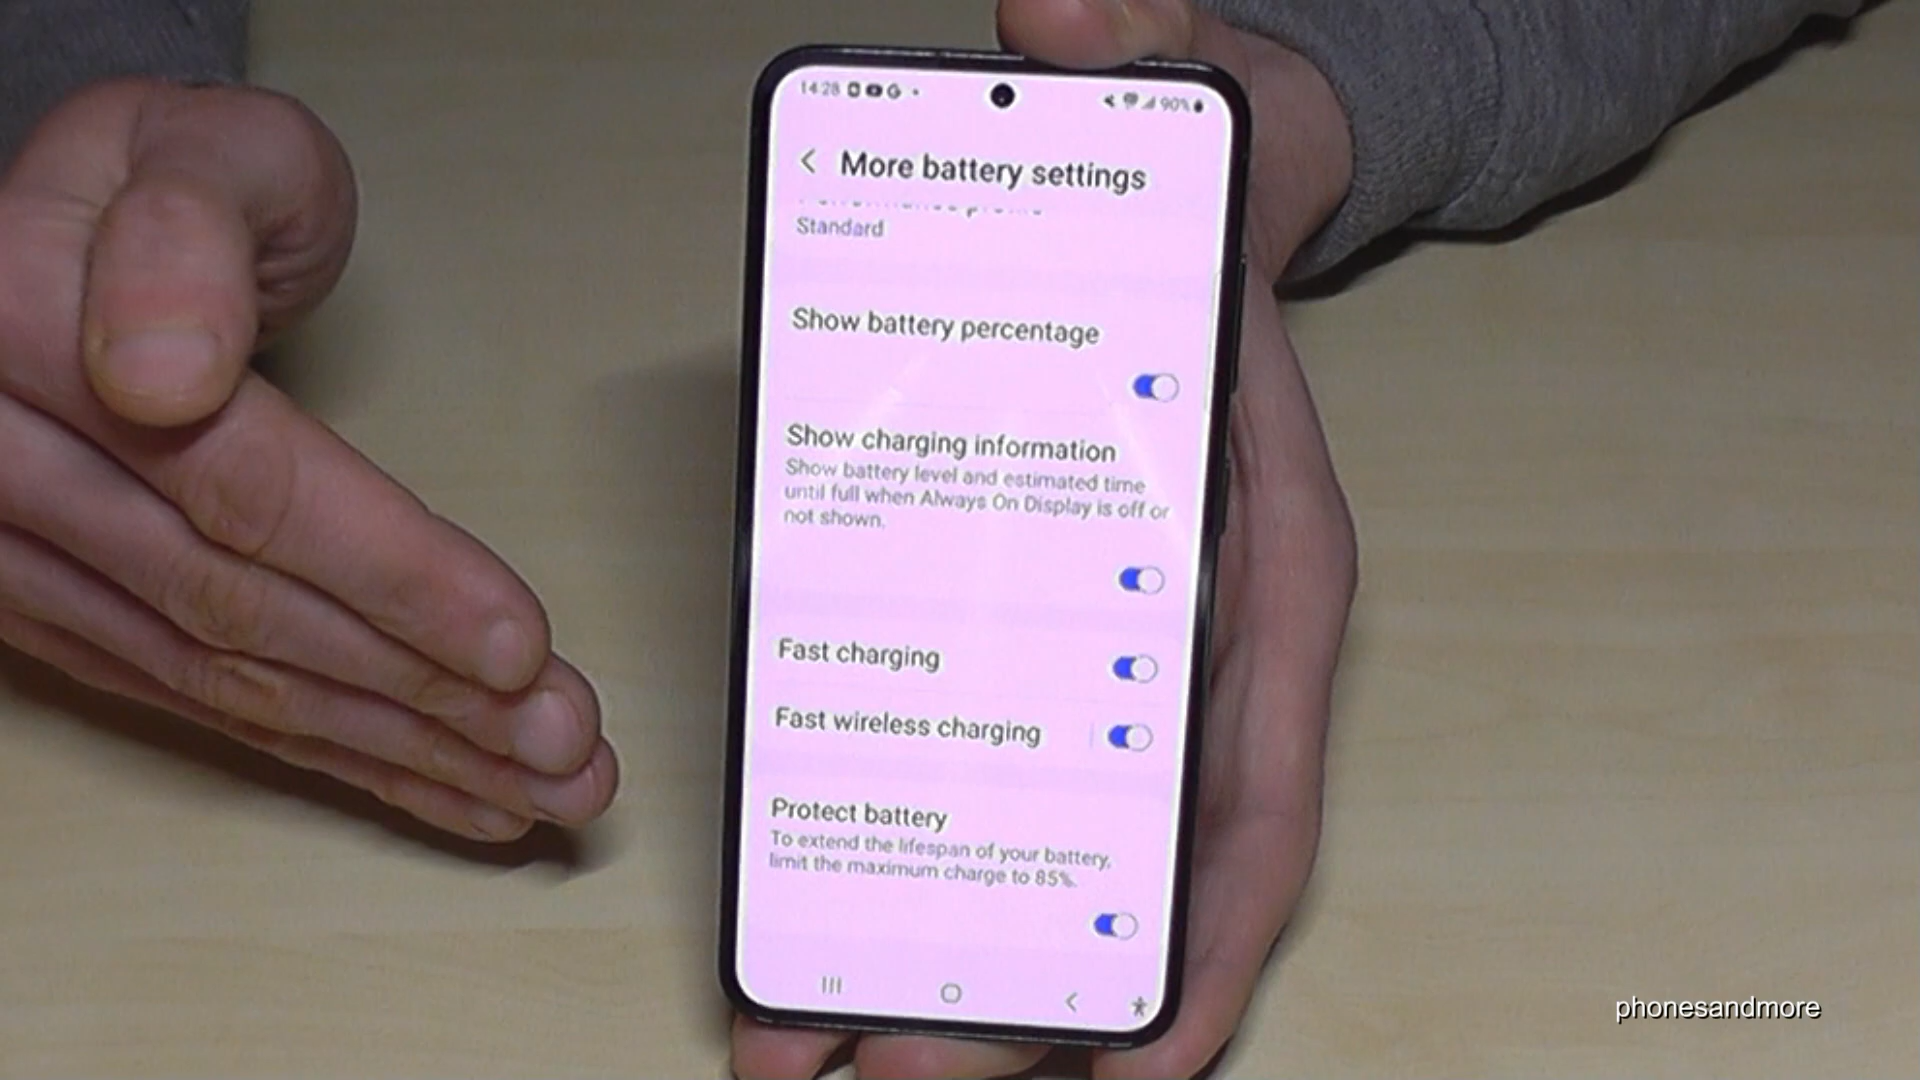 14:28
90%
More battery settings
Standard
Show battery percentage
Show charging information
Show battery level and estimated time
until full when Always On Display is off or
not shown.
Fast charging
Fast wireless charging
Protect battery
To extend the lifespan of your battery,
limit the maximum charge to 85%.
phonesandmore